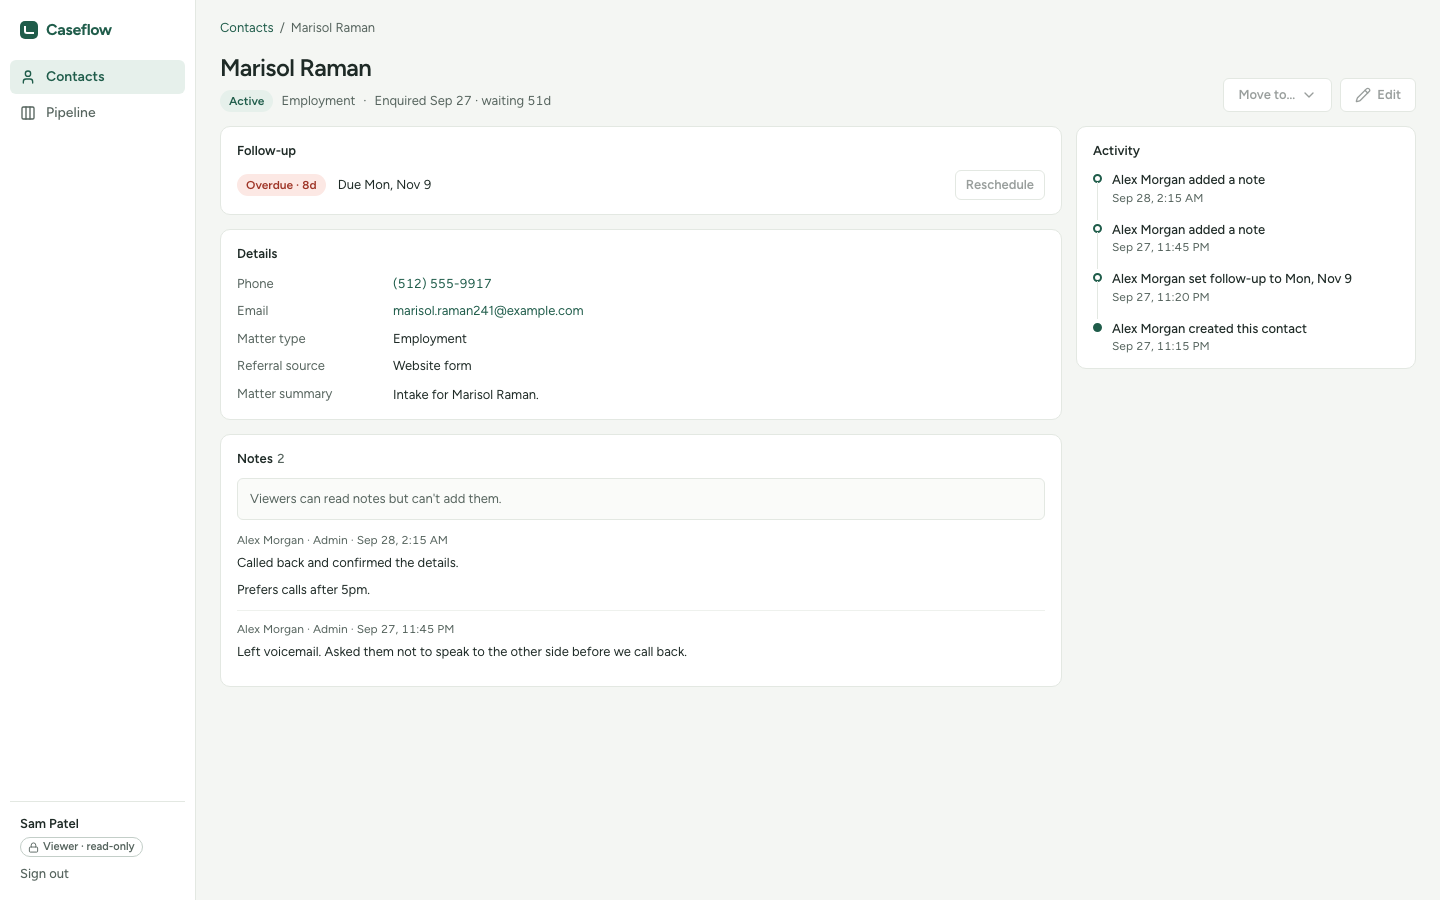 Caseflow
Contacts
Pipeline
Sam Patel
Viewer · read-only
Sign out
Contacts / Marisol Raman
Marisol Raman
Active Employment · Enquired Sep 27 · waiting 51d
Move to... Edit
Follow-up
Overdue · 8d Due Mon, Nov 9 Reschedule
Details
Phone (512) 555-9917
Email marisol.raman241@example.com
Matter type Employment
Referral source Website form
Matter summary Intake for Marisol Raman.
Notes 2
Viewers can read notes but can't add them.
Alex Morgan · Admin · Sep 28, 2:15 AM
Called back and confirmed the details.
Prefers calls after 5pm.
Alex Morgan · Admin · Sep 27, 11:45 PM
Left voicemail. Asked them not to speak to the other side before we call back.
Activity
Alex Morgan added a note
Sep 28, 2:15 AM
Alex Morgan added a note
Sep 27, 11:45 PM
Alex Morgan set follow-up to Mon, Nov 9
Sep 27, 11:20 PM
Alex Morgan created this contact
Sep 27, 11:15 PM